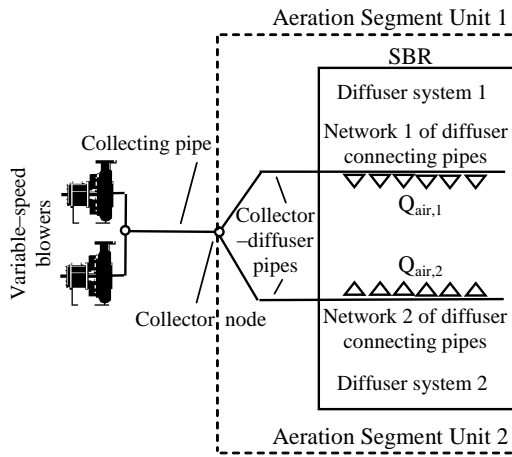 Aeration Segment Unit 1
SBR
Diffuser system 1
Network 1 of diffuser
connecting pipes
Q_air,1
Collecting pipe
Variable–speed
blowers
Collector
–diffuser
pipes
Collector node
Q_air,2
Network 2 of diffuser
connecting pipes
Diffuser system 2
Aeration Segment Unit 2